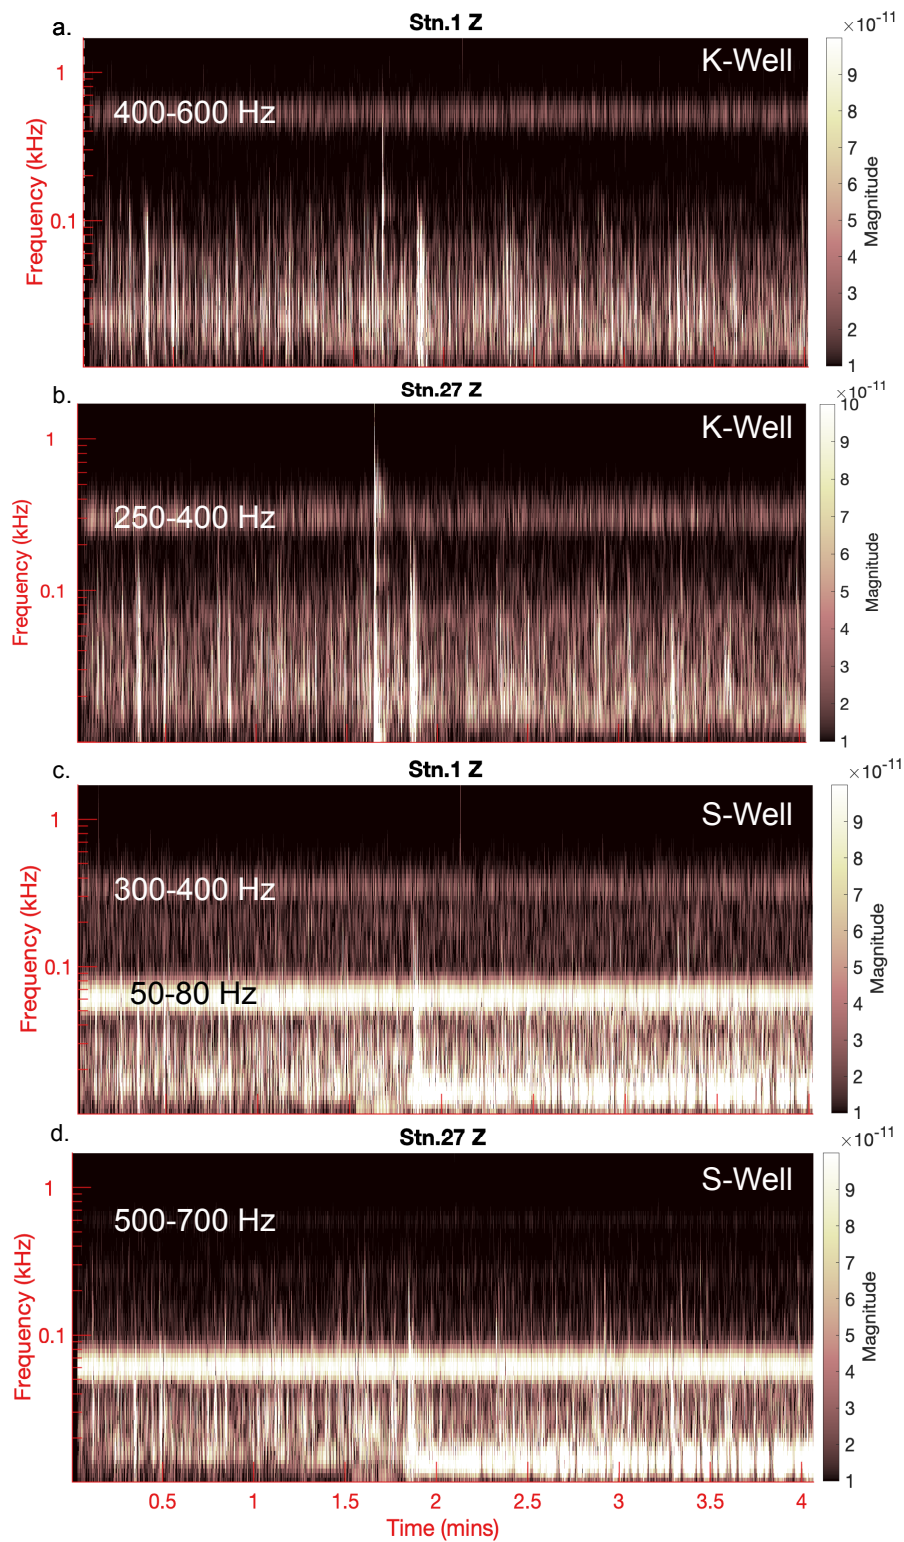 a.
Stn.1 Z
×10-11
K-Well
400-600 Hz
1
0.1
Frequency (kHz)
9
8
7
6
5
4
3
2
1
Magnitude
b.
Stn.27 Z
×10-11
K-Well
250-400 Hz
1
0.1
Frequency (kHz)
10
9
8
7
6
5
4
3
2
1
Magnitude
c.
Stn.1 Z
×10-11
S-Well
300-400 Hz
50-80 Hz
1
0.1
Frequency (kHz)
9
8
7
6
5
4
3
2
1
Magnitude
d.
Stn.27 Z
×10-11
S-Well
500-700 Hz
1
0.1
Frequency (kHz)
9
8
7
6
5
4
3
2
1
Magnitude
0.5 1 1.5 2 2.5 3 3.5 4
Time (mins)